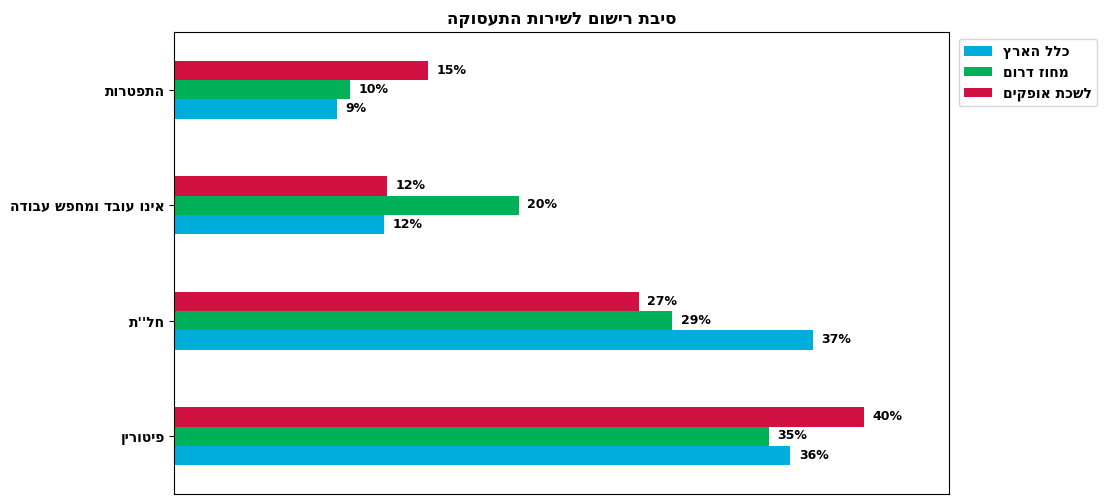 סיבת רישום לשירות התעסוקה
כלל הארץ
מחוז דרום
לשכת אופקים
התפטרות
15%
10%
9%
אינו עובד ומחפש עבודה
12%
20%
12%
חל''ת
27%
29%
37%
פיטורין
40%
35%
36%